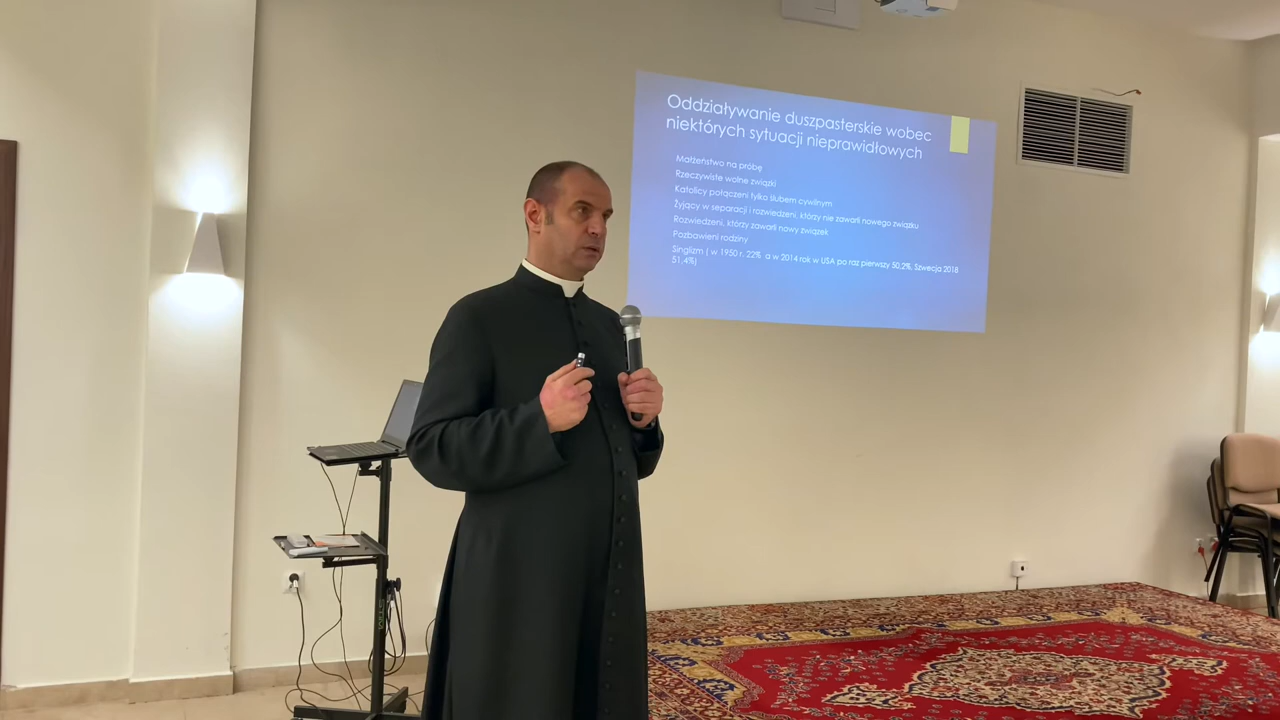 Oddziaływanie duszpasterskie wobec
niektórych sytuacji nieprawidłowych
Małżeństwo na próbę
Rzeczywiste wolne związki
Katolicy połączeni tylko ślubem cywilnym
Żyjący w separacji i rozwiedzeni, którzy nie zawarli nowego związku
Rozwiedzeni, którzy zawarli nowy związek
Pozbawieni rodziny
Singlizm ( w 1950 r. 22% a w 2014 rok w USA po raz pierwszy 50,2%, Szwecja 2018
51,4%)